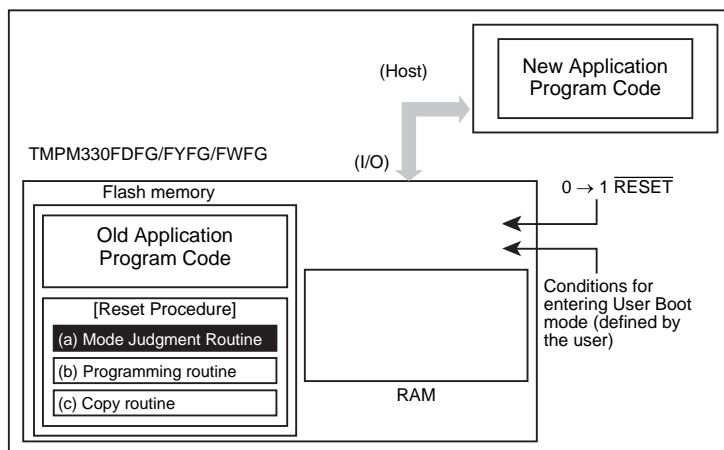 (Host)
New Application
Program Code
TMPM330FDFG/FYFG/FWFG
(I/O)
0 → 1 RESET
Flash memory
Old Application
Program Code
[Reset Procedure]
(a) Mode Judgment Routine
(b) Programming routine
(c) Copy routine
RAM
Conditions for
entering User Boot
mode (defined by
the user)